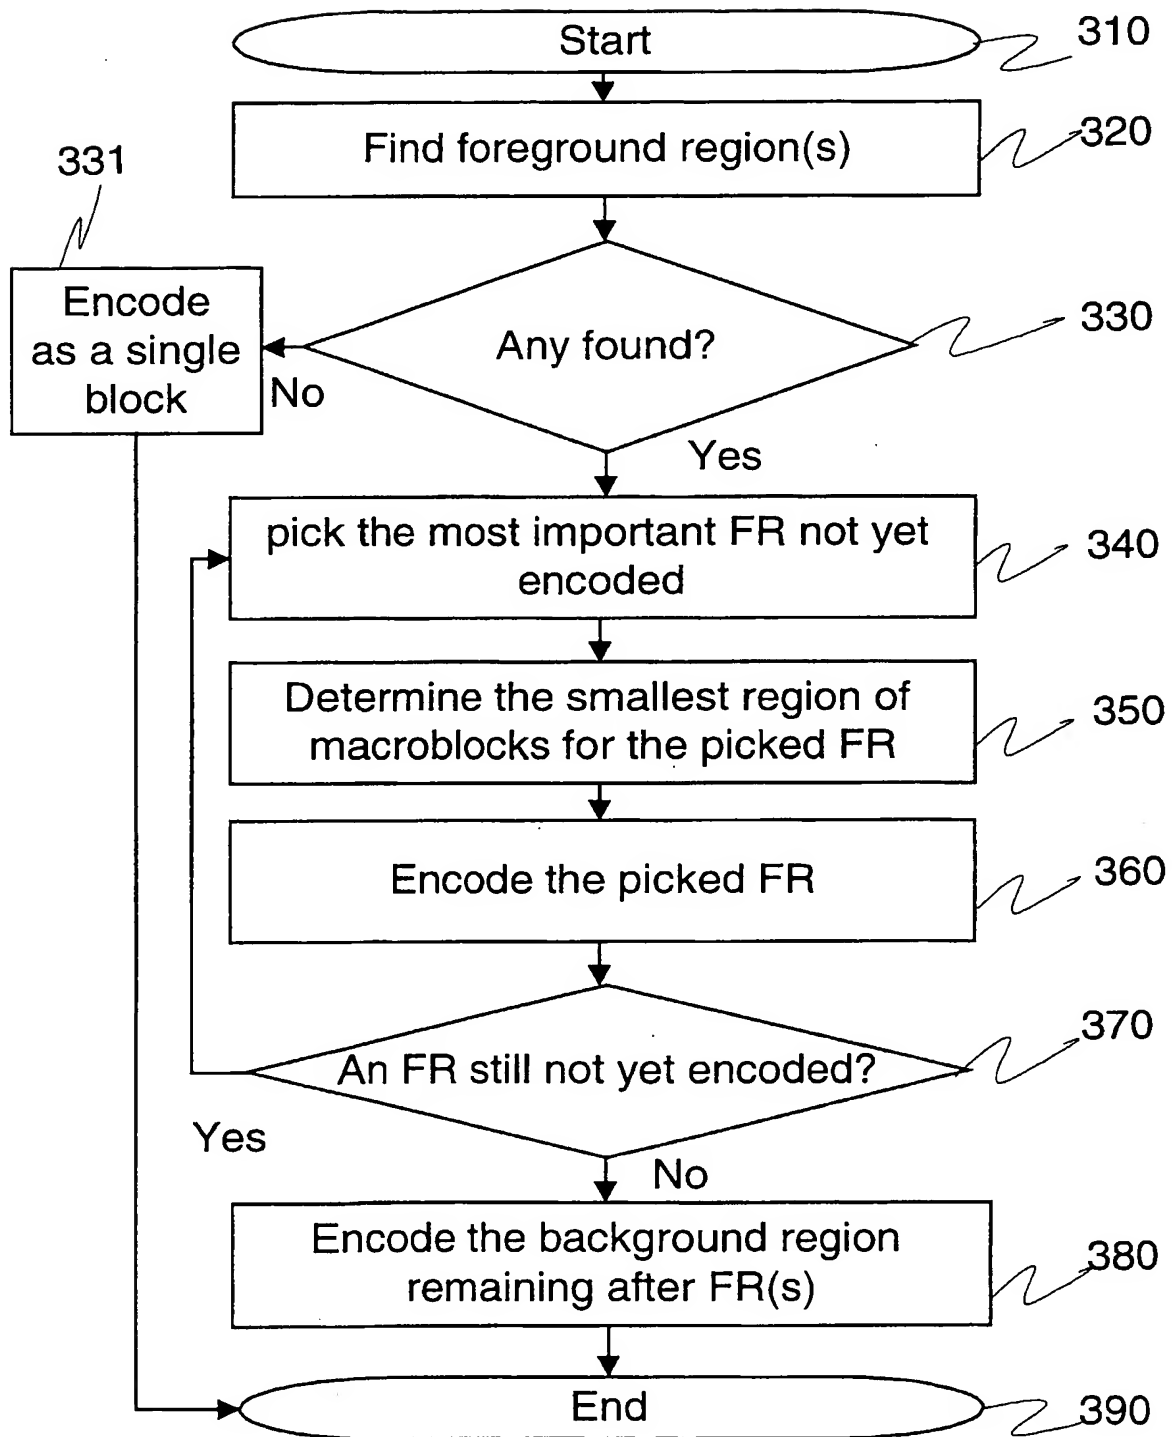 Start
310
Find foreground region(s)
320
331
Encode
as a single
block
No
Any found?
330
Yes
pick the most important FR not yet
encoded
340
Determine the smallest region of
macroblocks for the picked FR
350
Encode the picked FR
360
An FR still not yet encoded?
370
Yes
No
Encode the background region
remaining after FR(s)
380
End
390